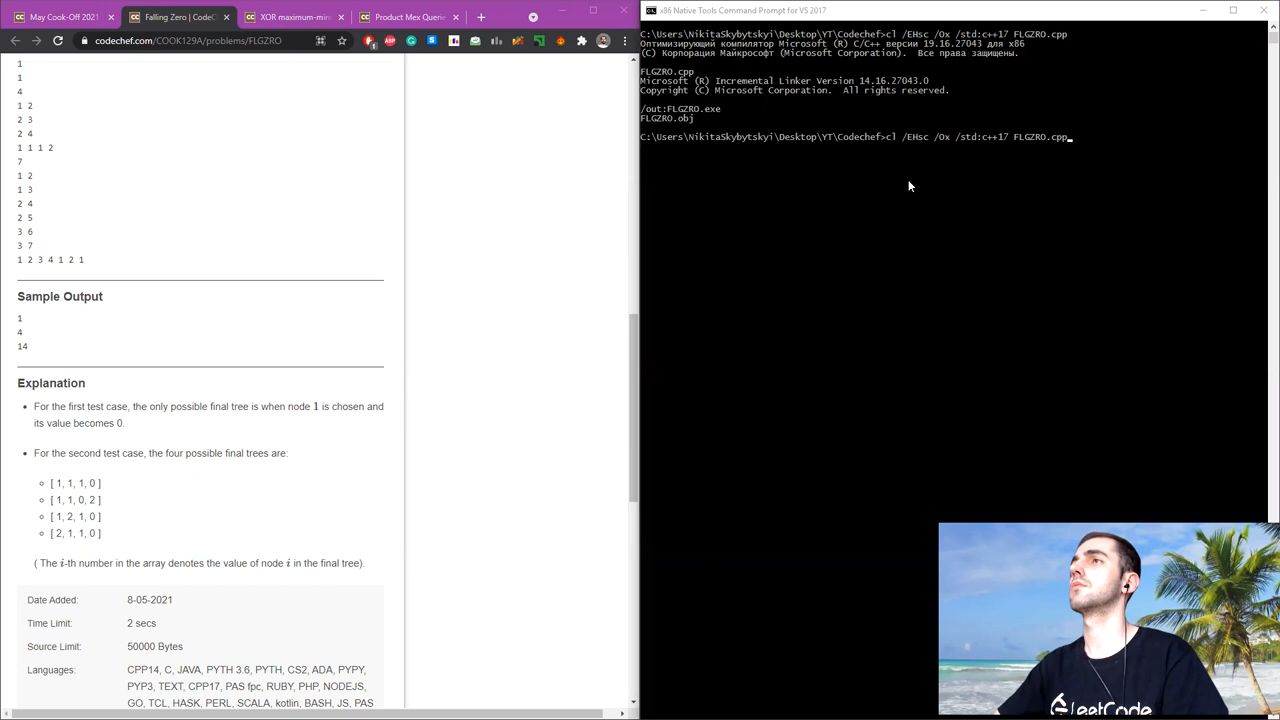 May Cook-Off 2021
Falling Zero | CodeC
XOR maximum-min
Product Mex Querie
codechef.com/COOK129A/problems/FLGZRO
1
1
4
1 2
2 3
2 4
1 1 1 2
7
1 2
1 3
2 4
2 5
3 6
3 7
1 2 3 4 1 2 1
Sample Output
1
4
14
Explanation
For the first test case, the only possible final tree is when node 1 is chosen and
its value becomes 0.
For the second test case, the four possible final trees are:
[ 1, 1, 1, 0 ]
[ 1, 1, 0, 2 ]
[ 1, 2, 1, 0 ]
[ 2, 1, 1, 0 ]
( The i-th number in the array denotes the value of node i in the final tree).
Date Added: 8-05-2021
Time Limit: 2 secs
Source Limit: 50000 Bytes
Languages: CPP14, C, JAVA, PYTH 3.6, PYTH, CS2, ADA, PYPY,
PYP3, TEXT, CPP17, PAS fpc, RUBY, PHP, NODEJS,
GO, TCL, HASK, PERL, SCALA, kotlin, BASH, JS, PAS
x86 Native Tools Command Prompt for VS 2017
C:\Users\NikitaSkybytskyi\Desktop\YT\Codechef>cl /EHsc /Ox /std:c++17 FLGZRO.cpp
Оптимизирующий компилятор Microsoft (R) C/C++ версии 19.16.27043 для x86
(C) Корпорация Майкрософт (Microsoft Corporation).  Все права защищены.
FLGZRO.cpp
Microsoft (R) Incremental Linker Version 14.16.27043.0
Copyright (C) Microsoft Corporation.  All rights reserved.
/out:FLGZRO.exe
FLGZRO.obj
C:\Users\NikitaSkybytskyi\Desktop\YT\Codechef>cl /EHsc /Ox /std:c++17 FLGZRO.cpp
LeetCode